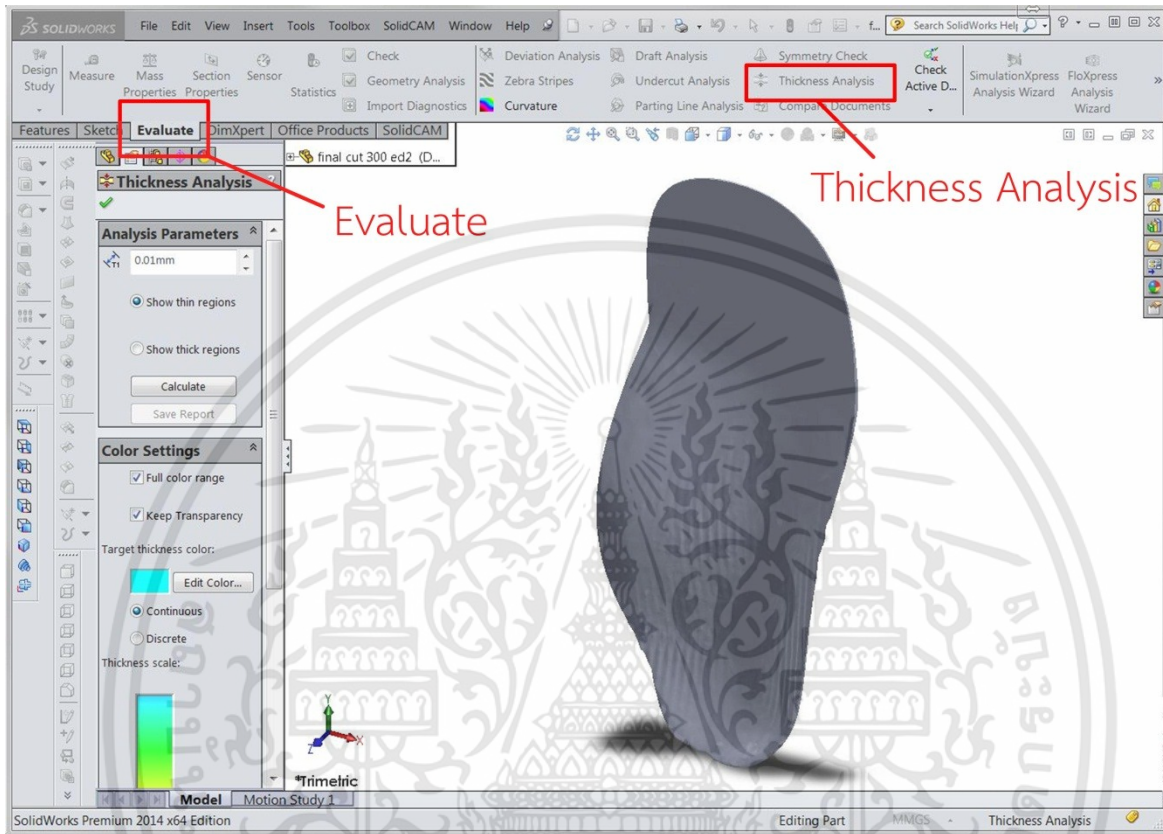 SOLIDWORKS File Edit View Insert Tools Toolbox SolidCAM Window Help f... Search SolidWorks Help
Design Study
Measure
Mass Properties
Section Properties
Sensor
Statistics
Check
Geometry Analysis
Import Diagnostics
Deviation Analysis
Zebra Stripes
Curvature
Draft Analysis
Undercut Analysis
Parting Line Analysis
Symmetry Check
Thickness Analysis
Compare Documents
Check Active D...
SimulationXpress Analysis Wizard
FloXpress Analysis Wizard
Features Sketch Evaluate DimXpert Office Products SolidCAM
final cut 300 ed2 (D...
Thickness Analysis ?
Thickness Analysis
Evaluate
Analysis Parameters
T1 0.01mm
Show thin regions
Show thick regions
Calculate
Save Report
Color Settings
Full color range
Keep Transparency
Target thickness color:
Edit Color...
Continuous
Discrete
Thickness scale:
Y
X
Z
*Trimetric
Model Motion Study 1
SolidWorks Premium 2014 x64 Edition Editing Part MMGS Thickness Analysis